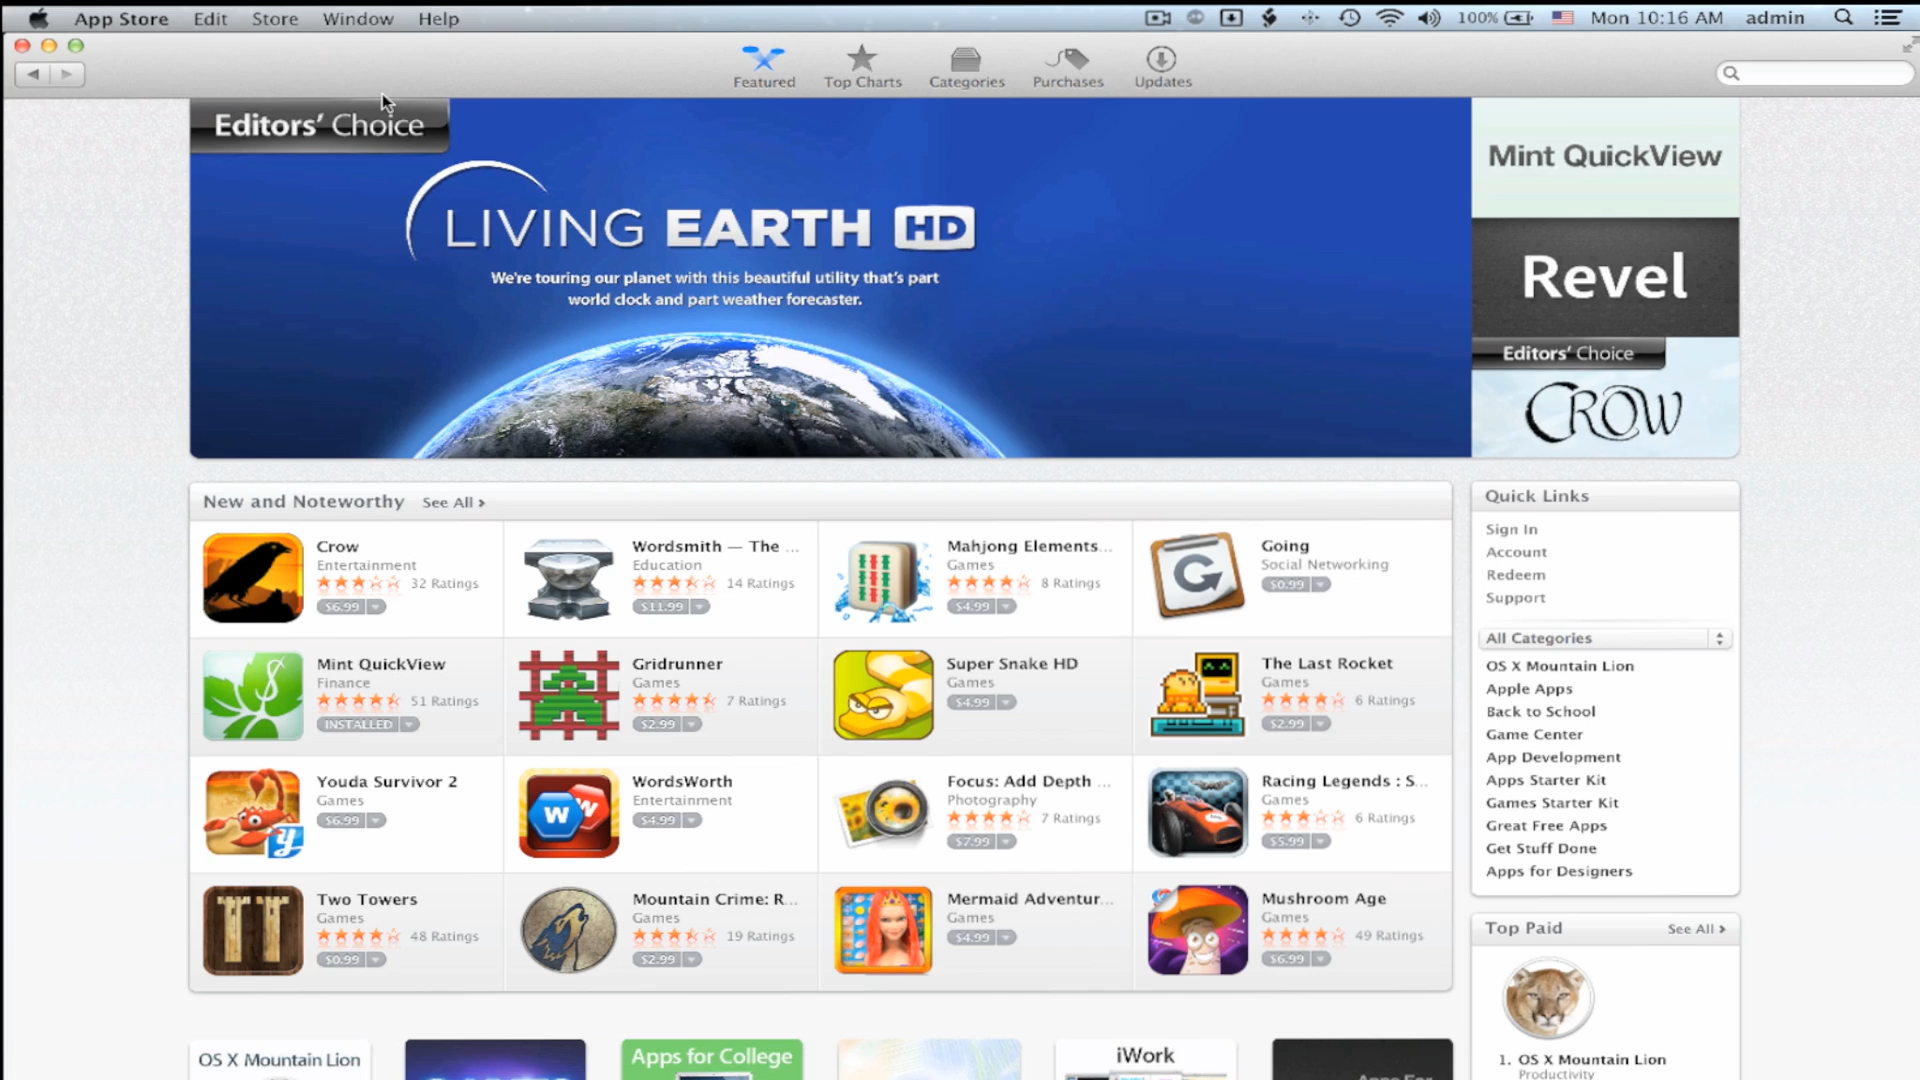 App Store Edit Store Window Help
100% Mon 10:16 AM admin
Featured Top Charts Categories Purchases Updates
Editors' Choice
LIVING EARTH HD
We're touring our planet with this beautiful utility that's part
world clock and part weather forecaster.
Mint QuickView
Revel
Editors' Choice
CROW
New and Noteworthy See All ›
Crow
Entertainment
32 Ratings
$6.99
Wordsmith — The ...
Education
14 Ratings
$11.99
Mahjong Elements...
Games
8 Ratings
$4.99
Going
Social Networking
$0.99
Mint QuickView
Finance
51 Ratings
INSTALLED
Gridrunner
Games
7 Ratings
$2.99
Super Snake HD
Games
$4.99
The Last Rocket
Games
6 Ratings
$2.99
Youda Survivor 2
Games
$6.99
WordsWorth
Entertainment
$4.99
Focus: Add Depth ...
Photography
7 Ratings
$7.99
Racing Legends : S...
Games
6 Ratings
$5.99
Two Towers
Games
48 Ratings
$0.99
Mountain Crime: R...
Games
19 Ratings
$2.99
Mermaid Adventur...
Games
$4.99
Mushroom Age
Games
49 Ratings
$6.99
Quick Links
Sign In
Account
Redeem
Support
All Categories
OS X Mountain Lion
Apple Apps
Back to School
Game Center
App Development
Apps Starter Kit
Games Starter Kit
Great Free Apps
Get Stuff Done
Apps for Designers
Top Paid See All ›
1. OS X Mountain Lion
Productivity
OS X Mountain Lion
Apps for College
iWork